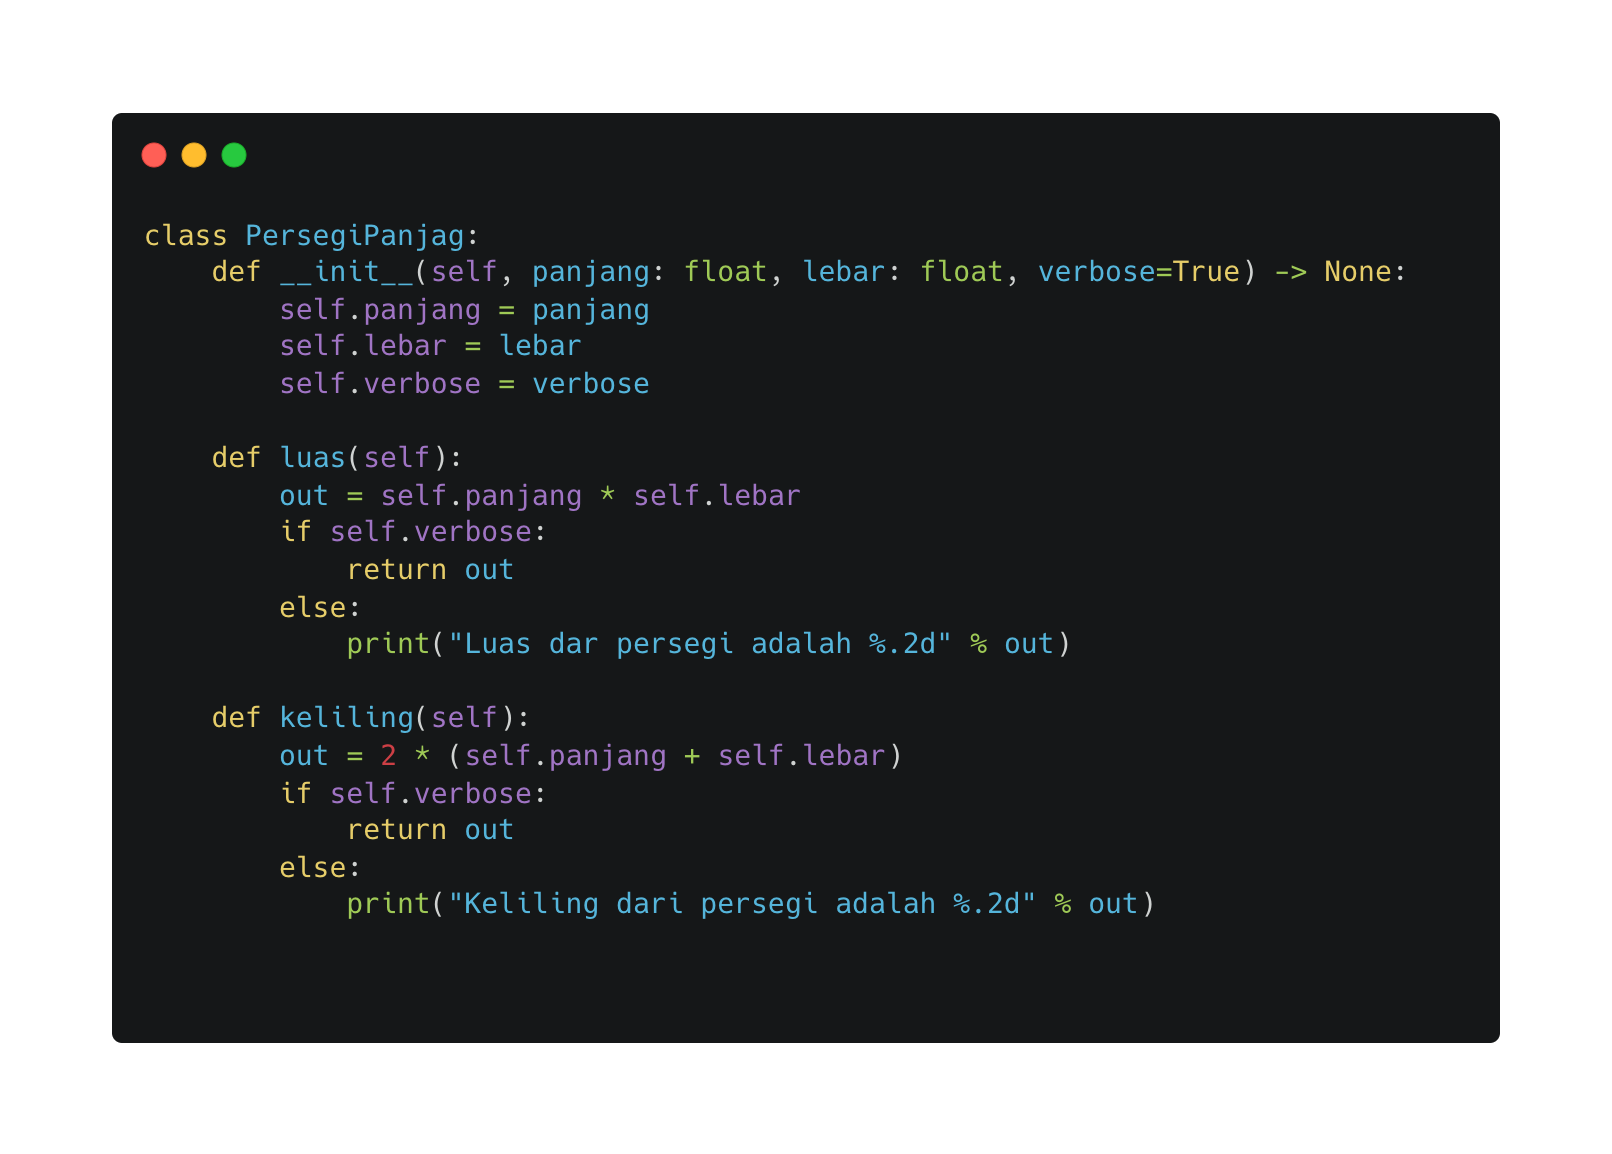 class PersegiPanjag:
    def __init__(self, panjang: float, lebar: float, verbose=True) -> None:
        self.panjang = panjang
        self.lebar = lebar
        self.verbose = verbose

    def luas(self):
        out = self.panjang * self.lebar
        if self.verbose:
            return out
        else:
            print("Luas dar persegi adalah %.2d" % out)

    def keliling(self):
        out = 2 * (self.panjang + self.lebar)
        if self.verbose:
            return out
        else:
            print("Keliling dari persegi adalah %.2d" % out)